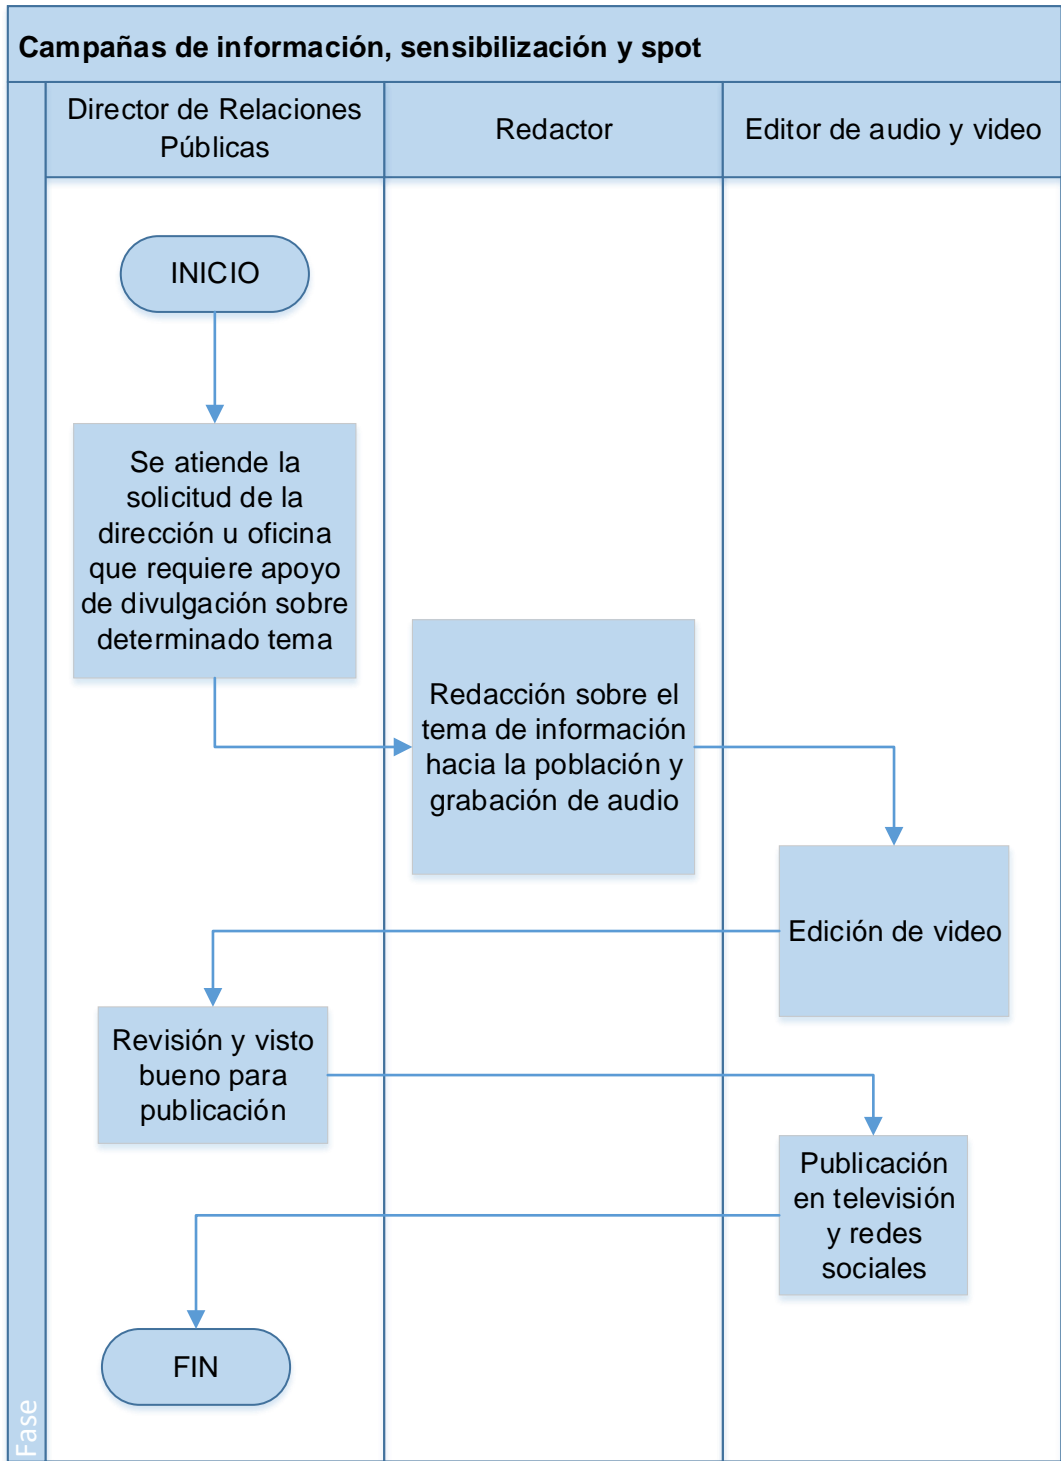 Campañas de información, sensibilización y spot
Director de Relaciones
Públicas
Redactor
Editor de audio y video
INICIO
Se atiende la
solicitud de la
dirección u oficina
que requiere apoyo
de divulgación sobre
determinado tema
Redacción sobre el
tema de información
hacia la población y
grabación de audio
Edición de video
Revisión y visto
bueno para
publicación
Publicación
en televisión
y redes
sociales
FIN
Fase